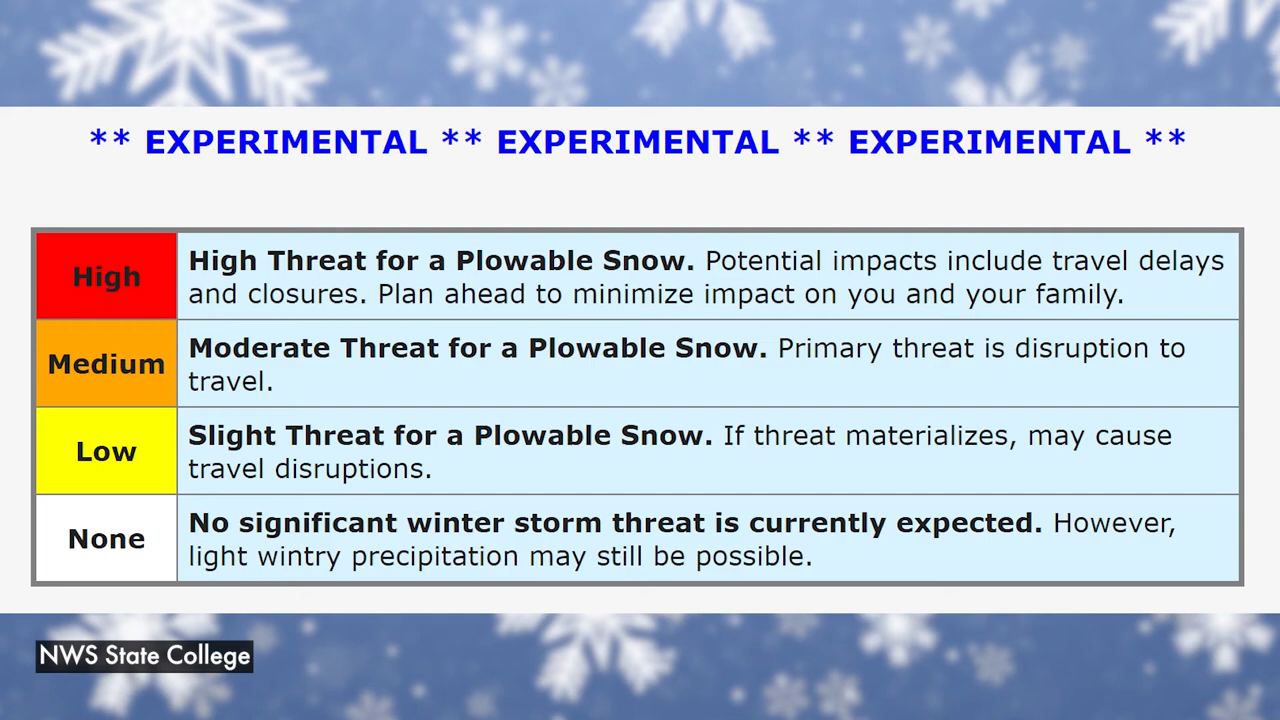 ** EXPERIMENTAL ** EXPERIMENTAL ** EXPERIMENTAL **
High
High Threat for a Plowable Snow. Potential impacts include travel delays
and closures. Plan ahead to minimize impact on you and your family.
Medium
Moderate Threat for a Plowable Snow. Primary threat is disruption to
travel.
Low
Slight Threat for a Plowable Snow. If threat materializes, may cause
travel disruptions.
None
No significant winter storm threat is currently expected. However,
light wintry precipitation may still be possible.
NWS State College